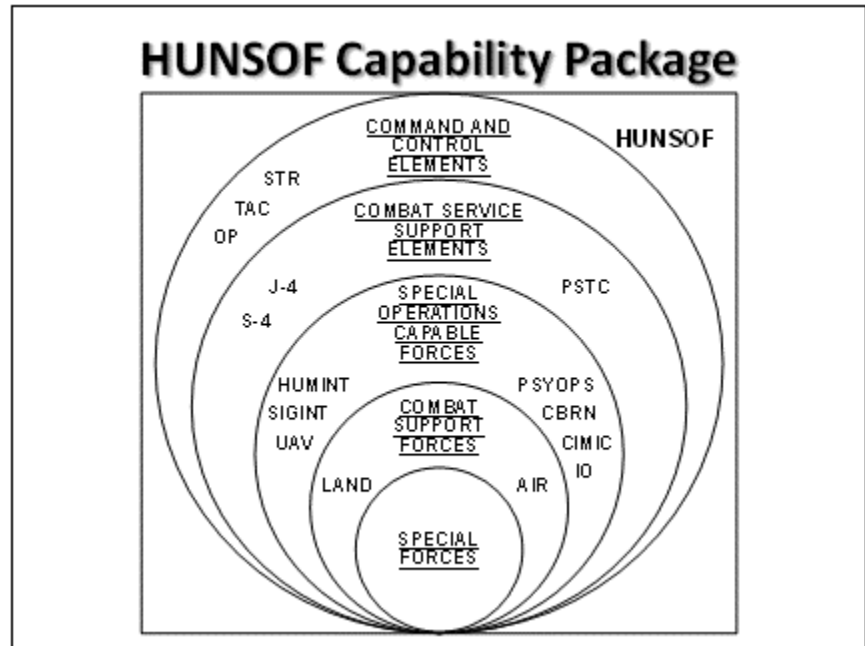 HUNSOF Capability Package
COMMAND AND
CONTROL
ELEMENTS
HUNSOF
STR
TAC
OP
COMBAT SERVICE
SUPPORT
ELEMENTS
J-4
S-4
PSTC
SPECIAL
OPERATIONS
CAPABLE
FORCES
HUMINT
SIGINT
UAV
PSYOPS
CBRN
CIMIC
IO
COMBAT
SUPPORT
FORCES
LAND
AIR
SPECIAL
FORCES